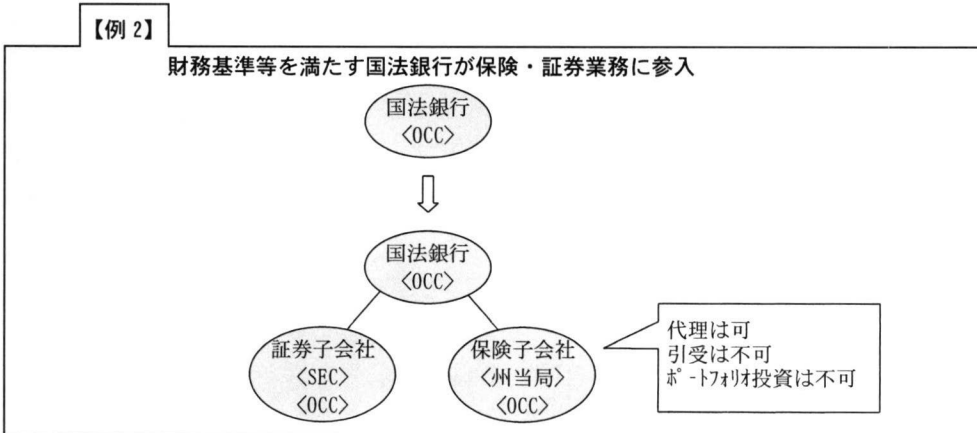 【例 2】
財務基準等を満たす国法銀行が保険・証券業務に参入
国法銀行
〈OCC〉
国法銀行
〈OCC〉
証券子会社
〈SEC〉
〈OCC〉
保険子会社
〈州当局〉
〈OCC〉
代理は可
引受は不可
ﾎﾟｰﾄﾌｫﾘｵ投資は不可